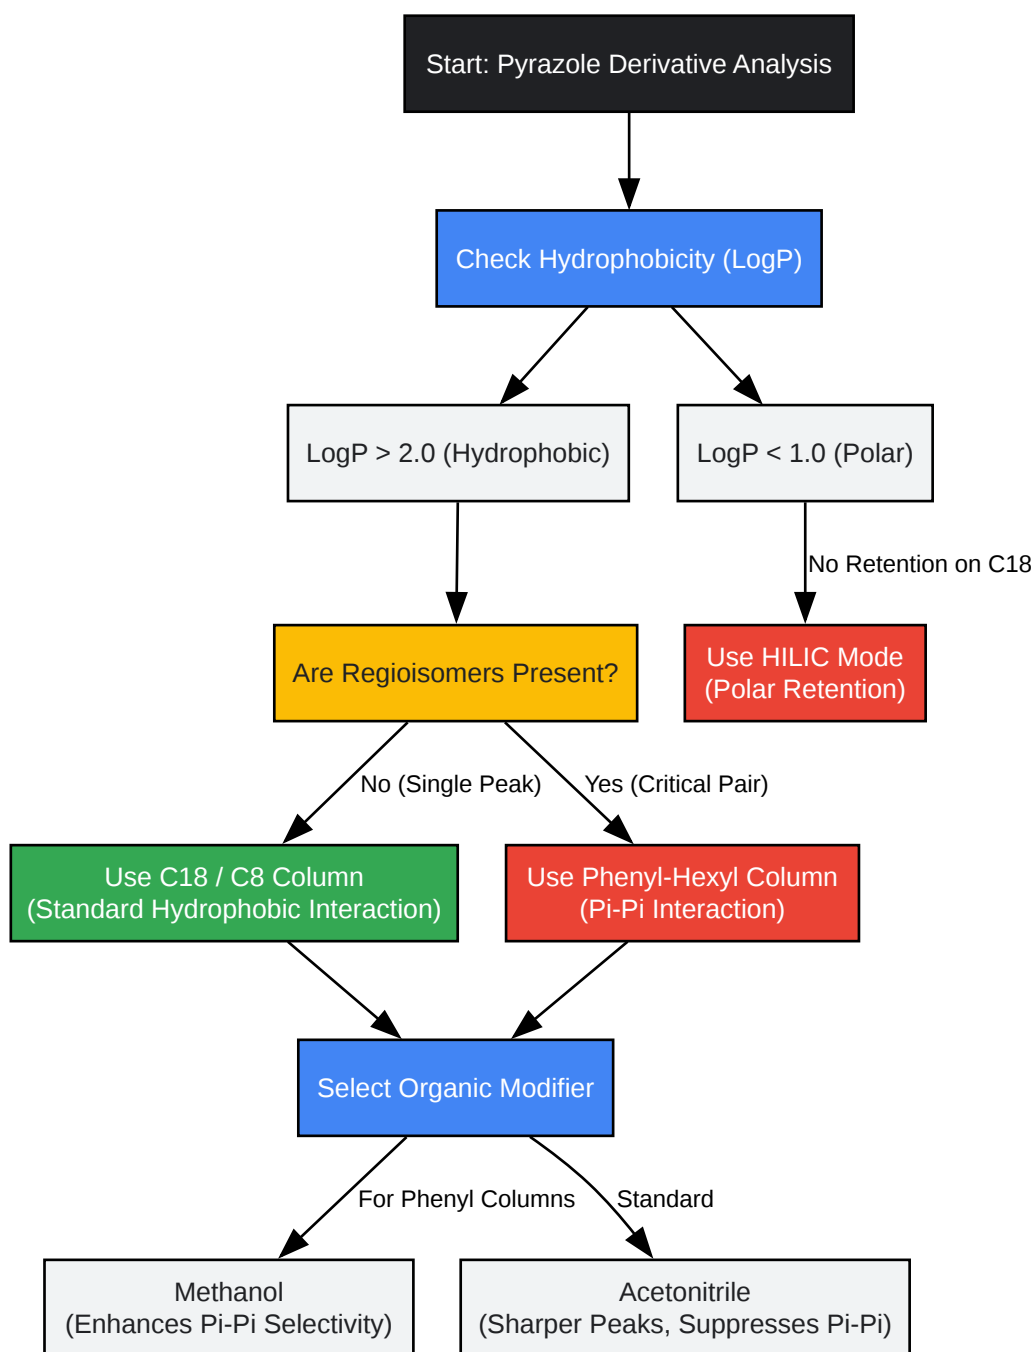 Start: Pyrazole Derivative Analysis
Check Hydrophobicity (LogP)
LogP > 2.0 (Hydrophobic)
LogP < 1.0 (Polar)
No Retention on C18
Are Regioisomers Present?
Use HILIC Mode
(Polar Retention)
No (Single Peak)
Yes (Critical Pair)
Use C18 / C8 Column
(Standard Hydrophobic Interaction)
Use Phenyl-Hexyl Column
(Pi-Pi Interaction)
Select Organic Modifier
For Phenyl Columns
Standard
Methanol
(Enhances Pi-Pi Selectivity)
Acetonitrile
(Sharper Peaks, Suppresses Pi-Pi)